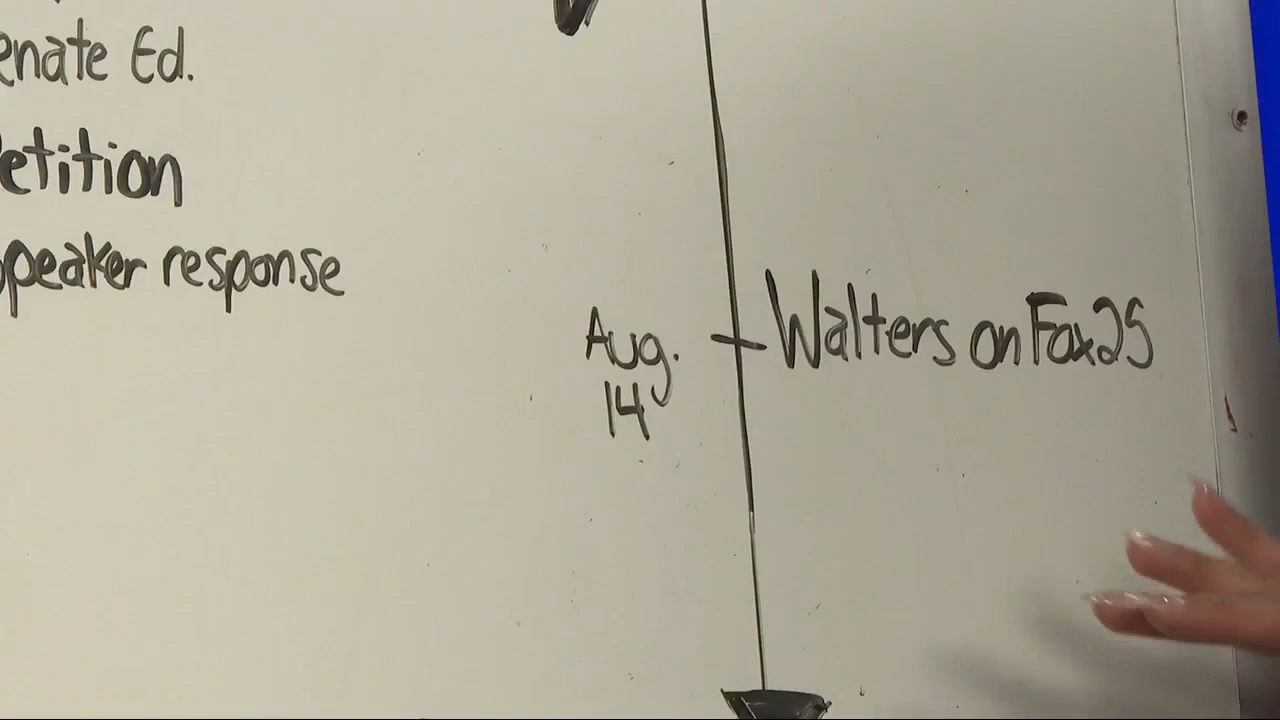 enate Ed.
etition
peaker response
Aug.
14
Walters on Fox25